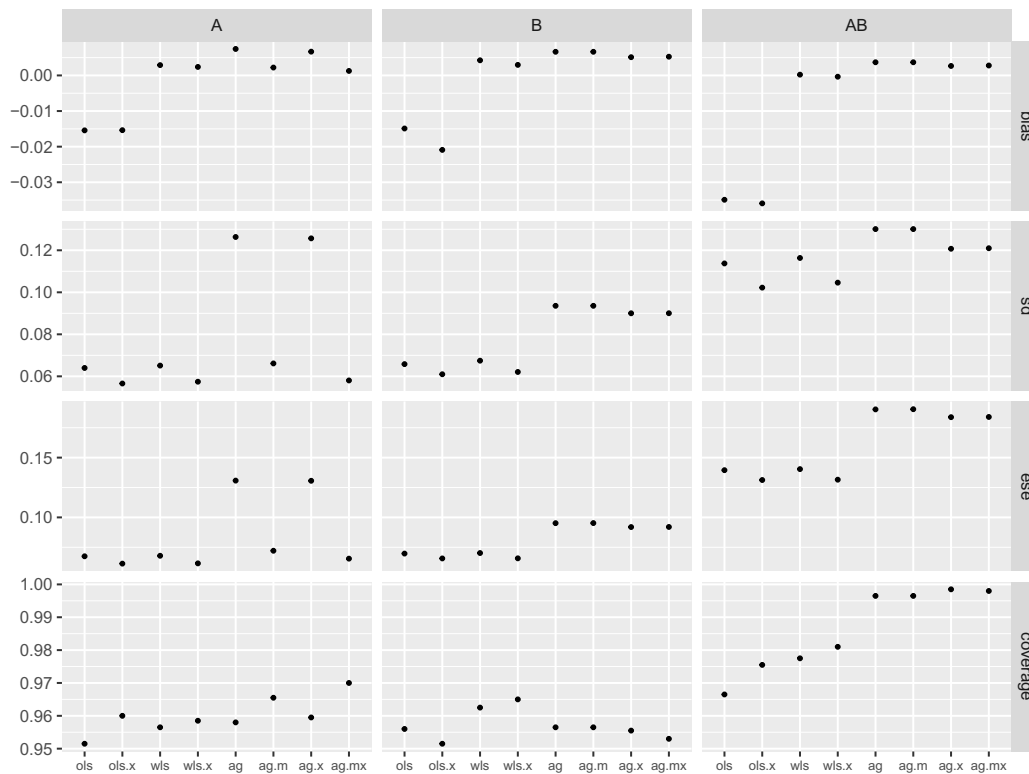 A B AB
0.00
−0.01
−0.02
−0.03
bias
0.12
0.10
0.08
0.06
sd
0.15
0.10
ese
1.00
0.99
0.98
0.97
0.96
0.95
coverage
ols ols.x wls wls.x ag ag.m ag.x ag.mx ols ols.x wls wls.x ag ag.m ag.x ag.mx ols ols.x wls wls.x ag ag.m ag.x ag.mx